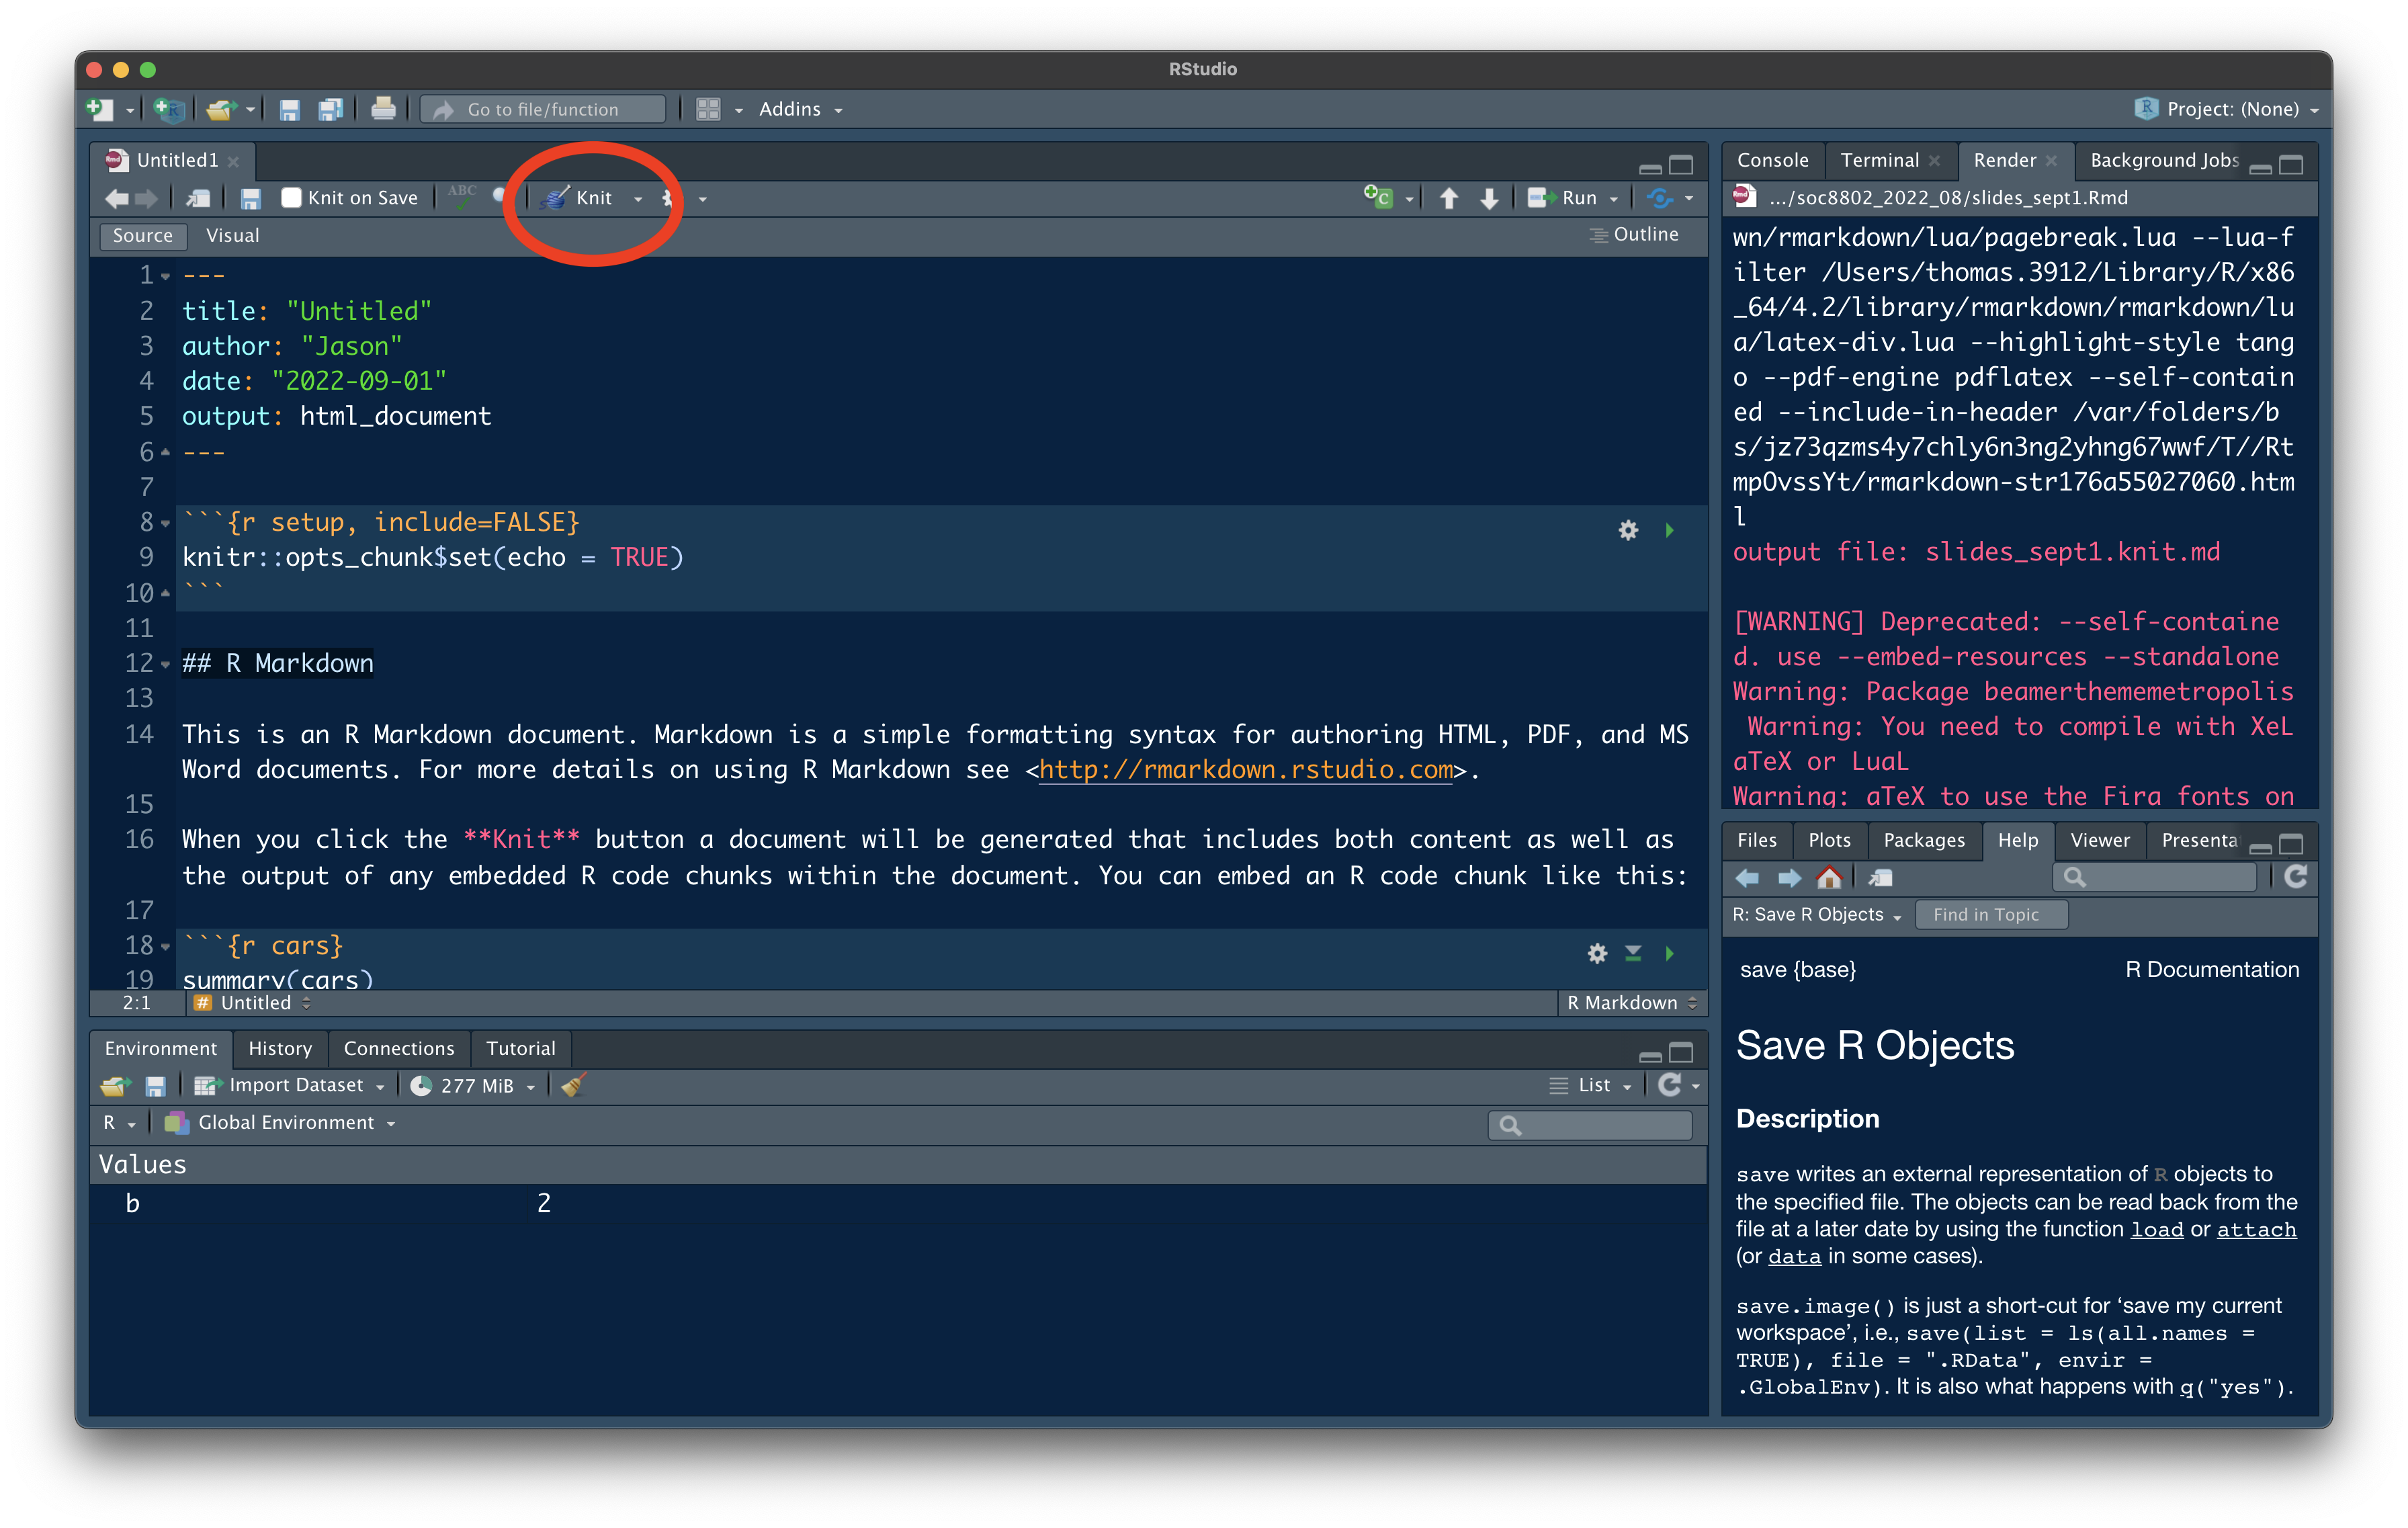 RStudio
Go to file/function
Addins
Project: (None)
Untitled1
Knit on Save
ABC
Knit
C
Run
Source
Visual
Outline
1 ---
2 title: "Untitled"
3 author: "Jason"
4 date: "2022-09-01"
5 output: html_document
6 ---
7
8 ```{r setup, include=FALSE}
9 knitr::opts_chunk$set(echo = TRUE)
10 ```
11
12 ## R Markdown
13
14 This is an R Markdown document. Markdown is a simple formatting syntax for authoring HTML, PDF, and MS
Word documents. For more details on using R Markdown see <http://rmarkdown.rstudio.com>.
15
16 When you click the **Knit** button a document will be generated that includes both content as well as
the output of any embedded R code chunks within the document. You can embed an R code chunk like this:
17
18 ```{r cars}
19 summary(cars)
2:1
# Untitled
R Markdown
Environment
History
Connections
Tutorial
Import Dataset
277 MiB
List
R
Global Environment
Values
b 2
Console
Terminal
Render
Background Jobs
Rmd .../soc8802_2022_08/slides_sept1.Rmd
wn/rmarkdown/lua/pagebreak.lua --lua-f
ilter /Users/thomas.3912/Library/R/x86
_64/4.2/library/rmarkdown/rmarkdown/lu
a/latex-div.lua --highlight-style tang
o --pdf-engine pdflatex --self-contain
ed --include-in-header /var/folders/b
s/jz73qzms4y7chly6n3ng2yhng67wwf/T//Rt
mpOvssYt/rmarkdown-str176a55027060.htm
l
output file: slides_sept1.knit.md
[WARNING] Deprecated: --self-containe
d. use --embed-resources --standalone
Warning: Package beamerthememetropolis
Warning: You need to compile with XeL
aTeX or LuaL
Warning: aTeX to use the Fira fonts on
Files
Plots
Packages
Help
Viewer
Presenta
R: Save R Objects
Find in Topic
save {base}
R Documentation
Save R Objects
Description
save writes an external representation of R objects to
the specified file. The objects can be read back from the
file at a later date by using the function load or attach
(or data in some cases).
save.image() is just a short-cut for ‘save my current
workspace’, i.e., save(list = ls(all.names =
TRUE), file = ".RData", envir =
.GlobalEnv). It is also what happens with q("yes").